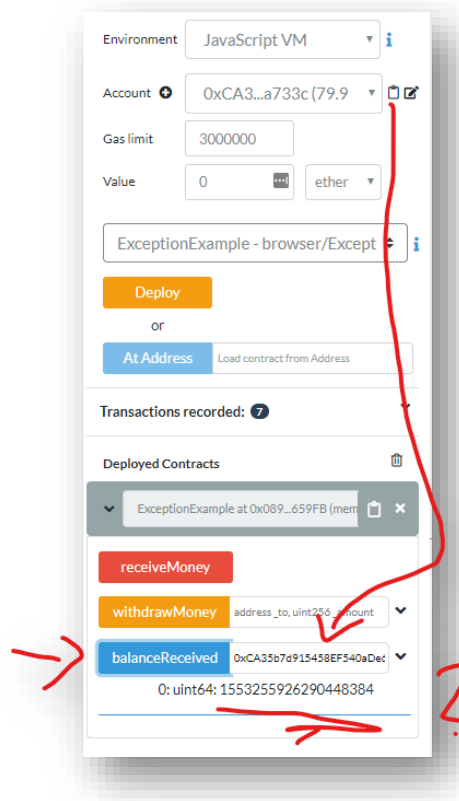 Environment JavaScript VM
Account 0xCA3...a733c (79.9
Gas limit 3000000
Value 0 ether
ExceptionExample - browser/Except
Deploy
or
At Address Load contract from Address
Transactions recorded: 7
Deployed Contracts
ExceptionExample at 0x089...659FB (mem
receiveMoney
withdrawMoney address _to, uint256 _amount
balanceReceived 0xCA35b7d915458EF540aDe6
0: uint64: 1553255926290448384